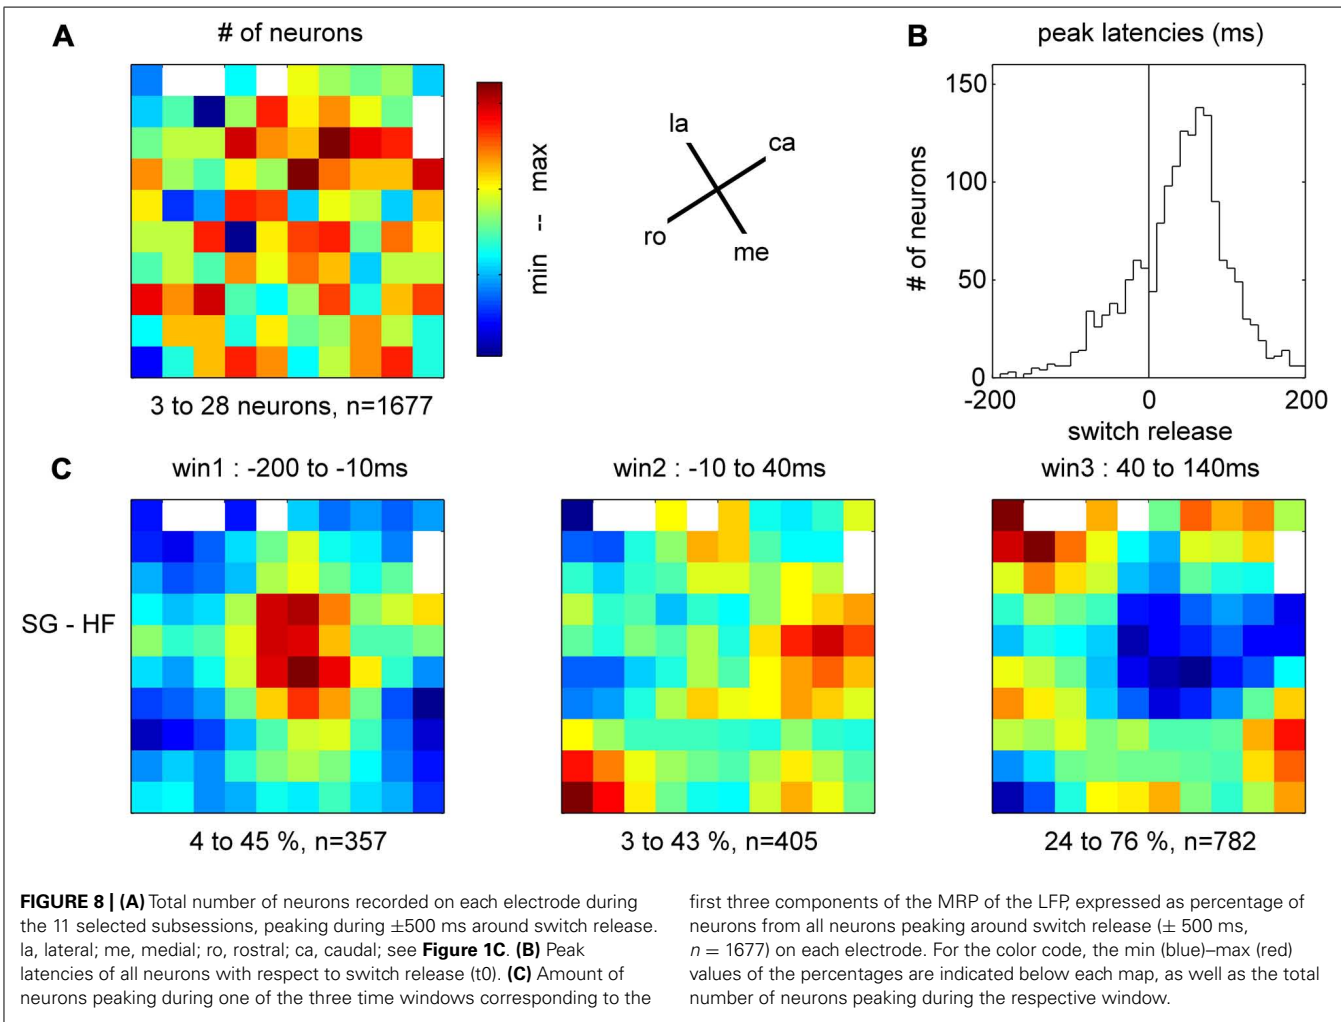 A
# of neurons
min -- max
3 to 28 neurons, n=1677
la
ca
ro
me
B
peak latencies (ms)
# of neurons
150
100
50
0
-200
0
200
switch release
C
win1 : -200 to -10ms
win2 : -10 to 40ms
win3 : 40 to 140ms
SG - HF
4 to 45 %, n=357
3 to 43 %, n=405
24 to 76 %, n=782
FIGURE 8 | (A) Total number of neurons recorded on each electrode during
the 11 selected subsessions, peaking during ±500 ms around switch release.
la, lateral; me, medial; ro, rostral; ca, caudal; see Figure 1C. (B) Peak
latencies of all neurons with respect to switch release (t0). (C) Amount of
neurons peaking during one of the three time windows corresponding to the
first three components of the MRP of the LFP, expressed as percentage of
neurons from all neurons peaking around switch release (± 500 ms,
n = 1677) on each electrode. For the color code, the min (blue)–max (red)
values of the percentages are indicated below each map, as well as the total
number of neurons peaking during the respective window.